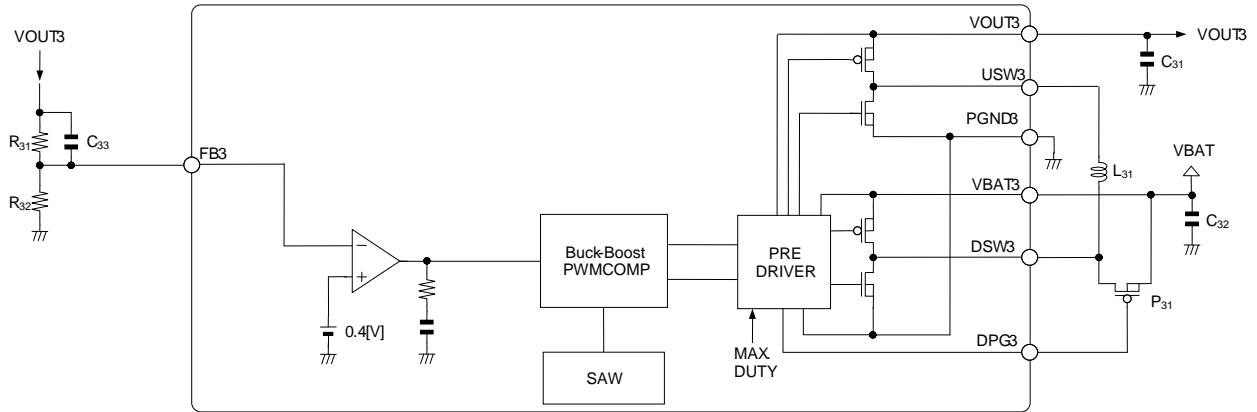 VOUT3
R31
C33
R32
FB3
0.4[V]
−
+
Buck-Boost
PWMCOMP
SAW
PRE
DRIVER
MAX.
DUTY
VOUT3
USW3
PGND3
VBAT3
DSW3
DPG3
VOUT3
C31
L31
VBAT
C32
P31